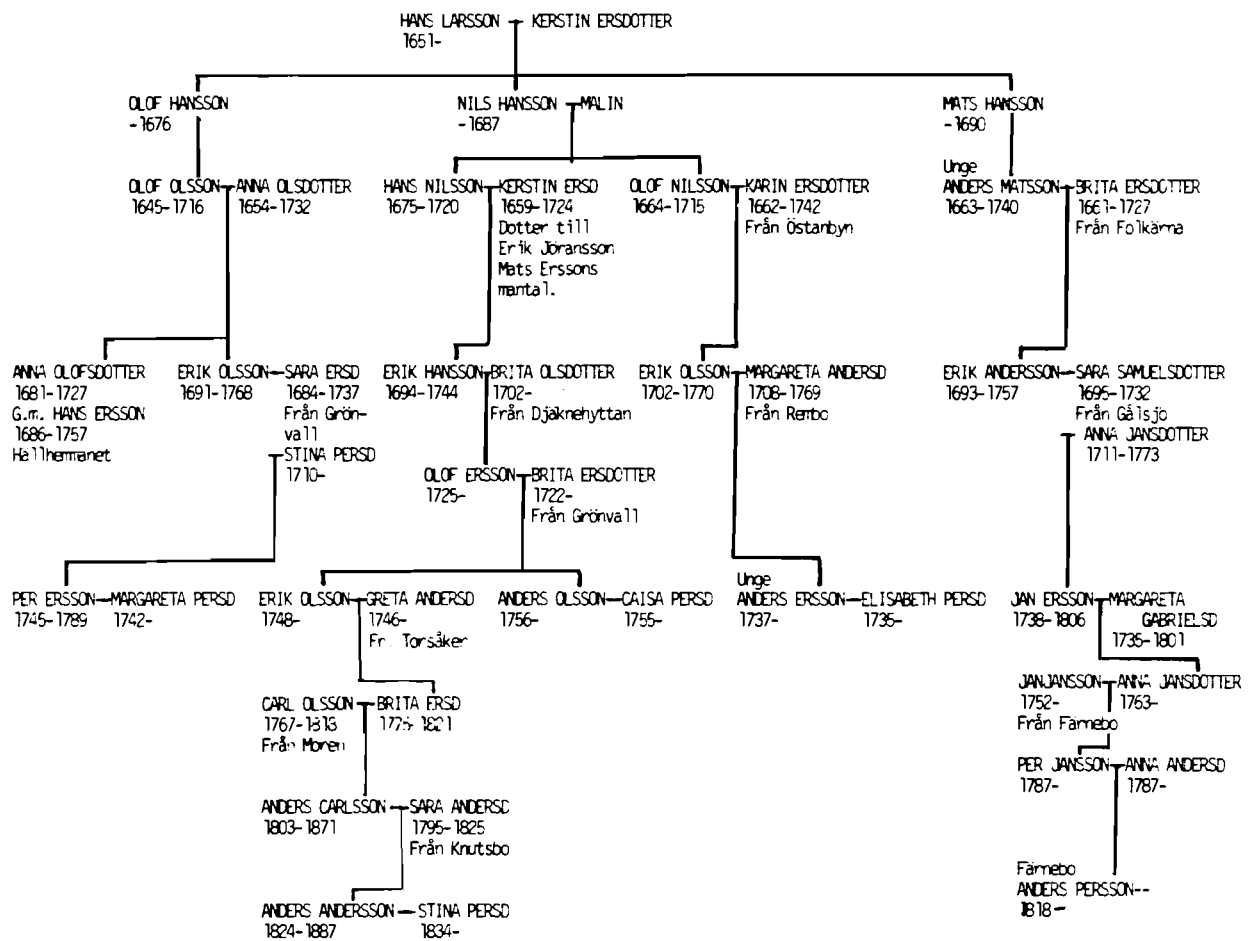 HANS LARSSON KERSTIN ERSDOTTER
1651-
OLOF HANSSON NILS HANSSON MALIN MATS HANSSON
-1676 -1687 -1690
Unge
OLOF OLSSON ANNA OLSDOTTER HANS NILSSON KERSTIN ERSD OLOF NILSSON KARIN ERSDOTTER ANDERS MATSSON BRITA ERSDOTTER
1645-1716 1654-1732 1675-1720 1659-1724 1664-1715 1662-1742 1663-1740 1661-1727
Dotter till Från Östanbyn Från Folkärna
Erik Jöransson
Mats Erssons
mantal.
ANNA OLOFSDOTTER ERIK OLSSON SARA ERSD ERIK HANSSON BRITA OLSDOTTER ERIK OLSSON MARGARETA ANDERSD ERIK ANDERSSON SARA SAMUELSDOTTER
1681-1727 1691-1768 1684-1737 1694-1744 1702- 1702-1770 1708-1769 1693-1757 1695-1732
G.m. HANS ERSSON Från Grön- Från Djäknehyttan Från Rembo Från Gålsjö
1686-1757 vall ANNA JANSDOTTER
Hallhemmanet STINA PERSD 1711-1773
1710- OLOF ERSSON BRITA ERSDOTTER
1725- 1722-
Från Grönvall
Unge
PER ERSSON MARGARETA PERSD ERIK OLSSON GRETA ANDERSD ANDERS OLSSON CAISA PERSD ANDERS ERSSON ELISABETH PERSD JAN ERSSON MARGARETA
1745-1789 1742- 1748- 1746- 1756- 1755- 1737- 1735- 1738-1806 GABRIELSD
Fr. Torsåker 1735-1801
JAN JANSSON ANNA JANSDOTTER
CARL OLSSON BRITA ERSD 1752- 1763-
1767-1818 1775-1821 Från Färnebo
Från Moren
PER JANSSON ANNA ANDERSD
1787- 1787-
ANDERS CARLSSON SARA ANDERSD
1803-1871 1795-1825
Från Knutsbo
Färnebo
ANDERS PERSSON--
1818-
ANDERS ANDERSSON STINA PERSD
1824-1887 1834-